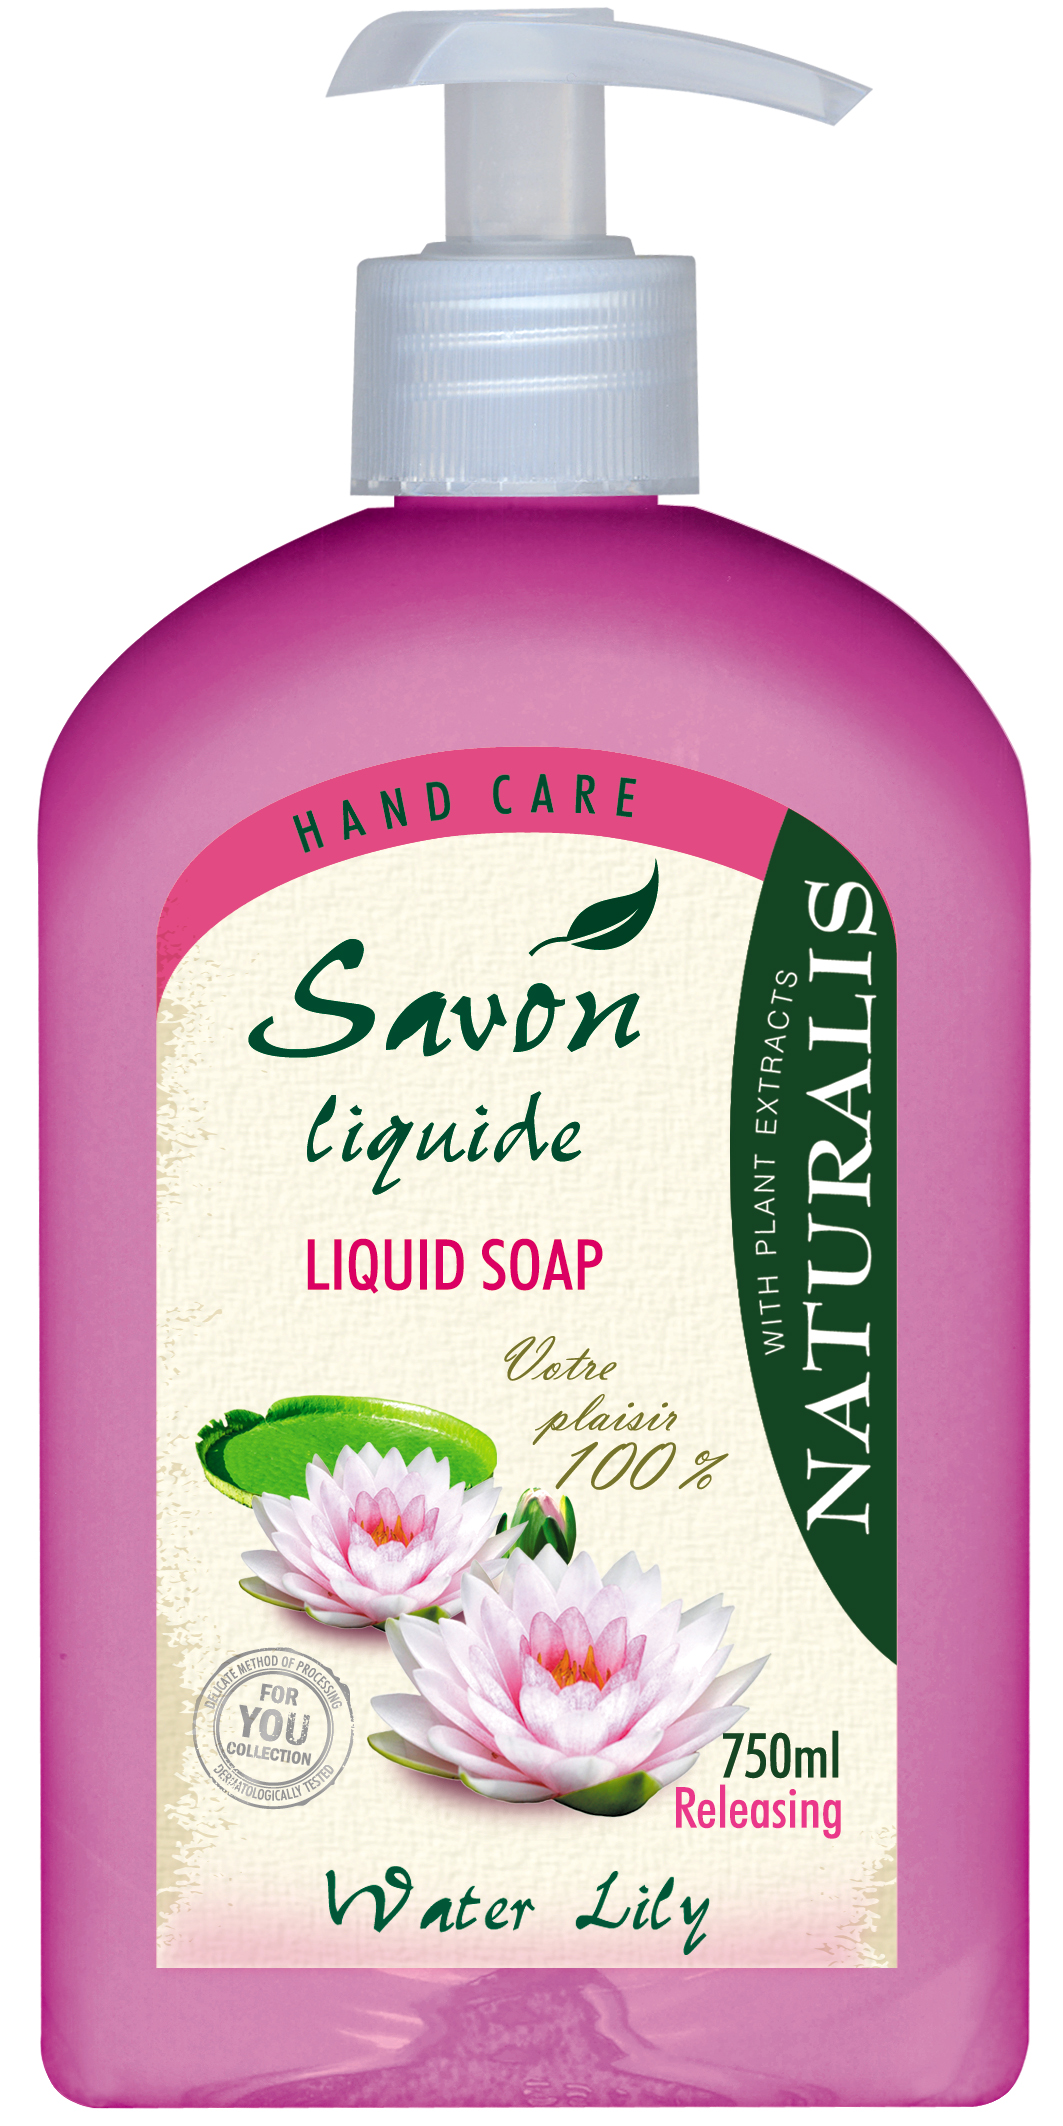 HAND CARE
Savon
liquide
LIQUID SOAP
WITH PLANT EXTRACTS
NATURALIS
Votre
plaisir
100%
DELICATE METHOD OF PROCESSING
FOR
YOU
COLLECTION
DERMATOLOGICALLY TESTED
750ml
Releasing
Water Lily